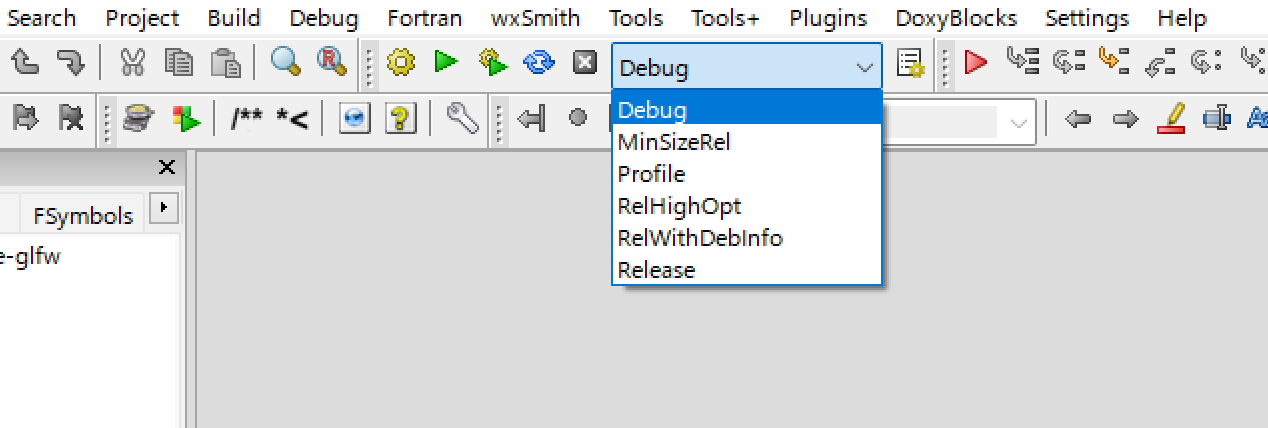 Search Project Build Debug Fortran wxSmith Tools Tools+ Plugins DoxyBlocks Settings Help
Debug
/** *<
Debug
MinSizeRel
Profile
RelHighOpt
RelWithDebInfo
Release
FSymbols
e-glfw